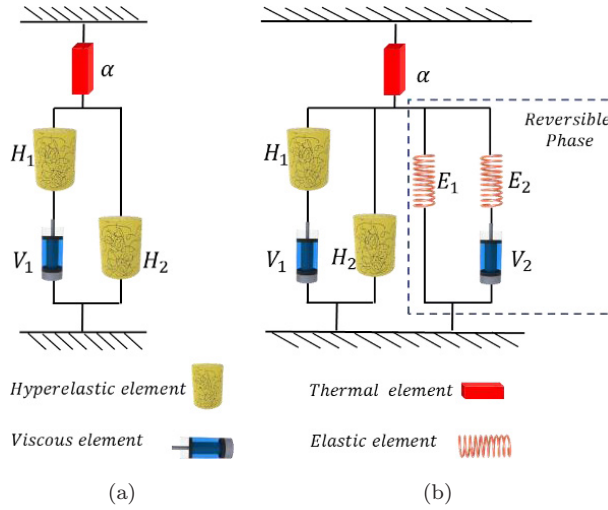 α
H₁
V₁
H₂
α
Reversible
Phase
H₁
V₁
H₂
E₁
E₂
V₂
Hyperelastic element
Thermal element
Viscous element
Elastic element
(a)
(b)